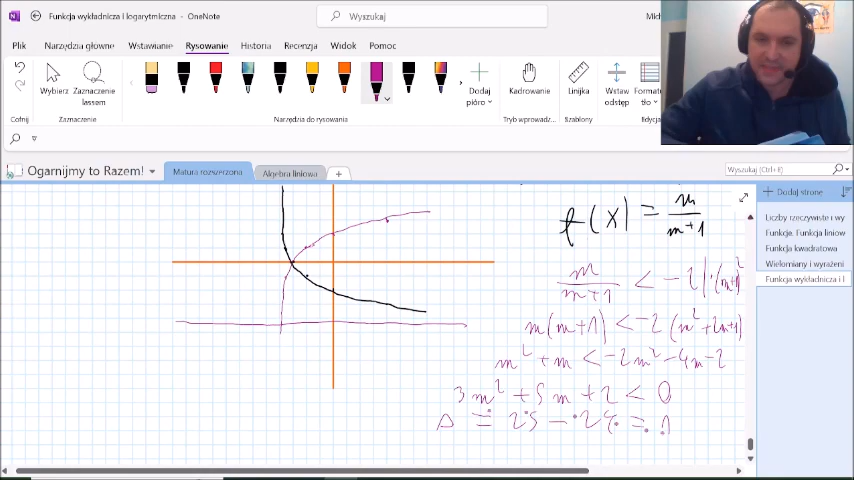 Funkcja wykładnicza i logarytmiczna - OneNote
Wyszukaj
Mich
Plik
Narzędzia główne
Wstawianie
Rysowanie
Historia
Recenzja
Widok
Pomoc
Wybierz
Zaznaczenie lassem
Dodaj pióro
Kadrowanie
Linijka
Wstaw odstęp
Cofnij
Zaznaczenie
Narzędzia do rysowania
Szablony
Edycja
Ogarnijmy to Razem!
Matura rozszerzona
Algebra liniowa
Wyszukaj (Ctrl+E)
Dodaj stronę
Liczby rzeczywiste i wy
Funkcje. Funkcja liniow
Funkcja kwadratowa
Wielomiany i wyrażeni
Funkcja wykładnicza i l
f(x) = m/(m+1)
m/(m+1) < -2 | ·(m+1)²
m(m+1) < -2 (m²+2m+1)
m² + m < -2m² - 4m - 2
3m² + 5m + 2 < 0
Δ = 25 - 24 = 1